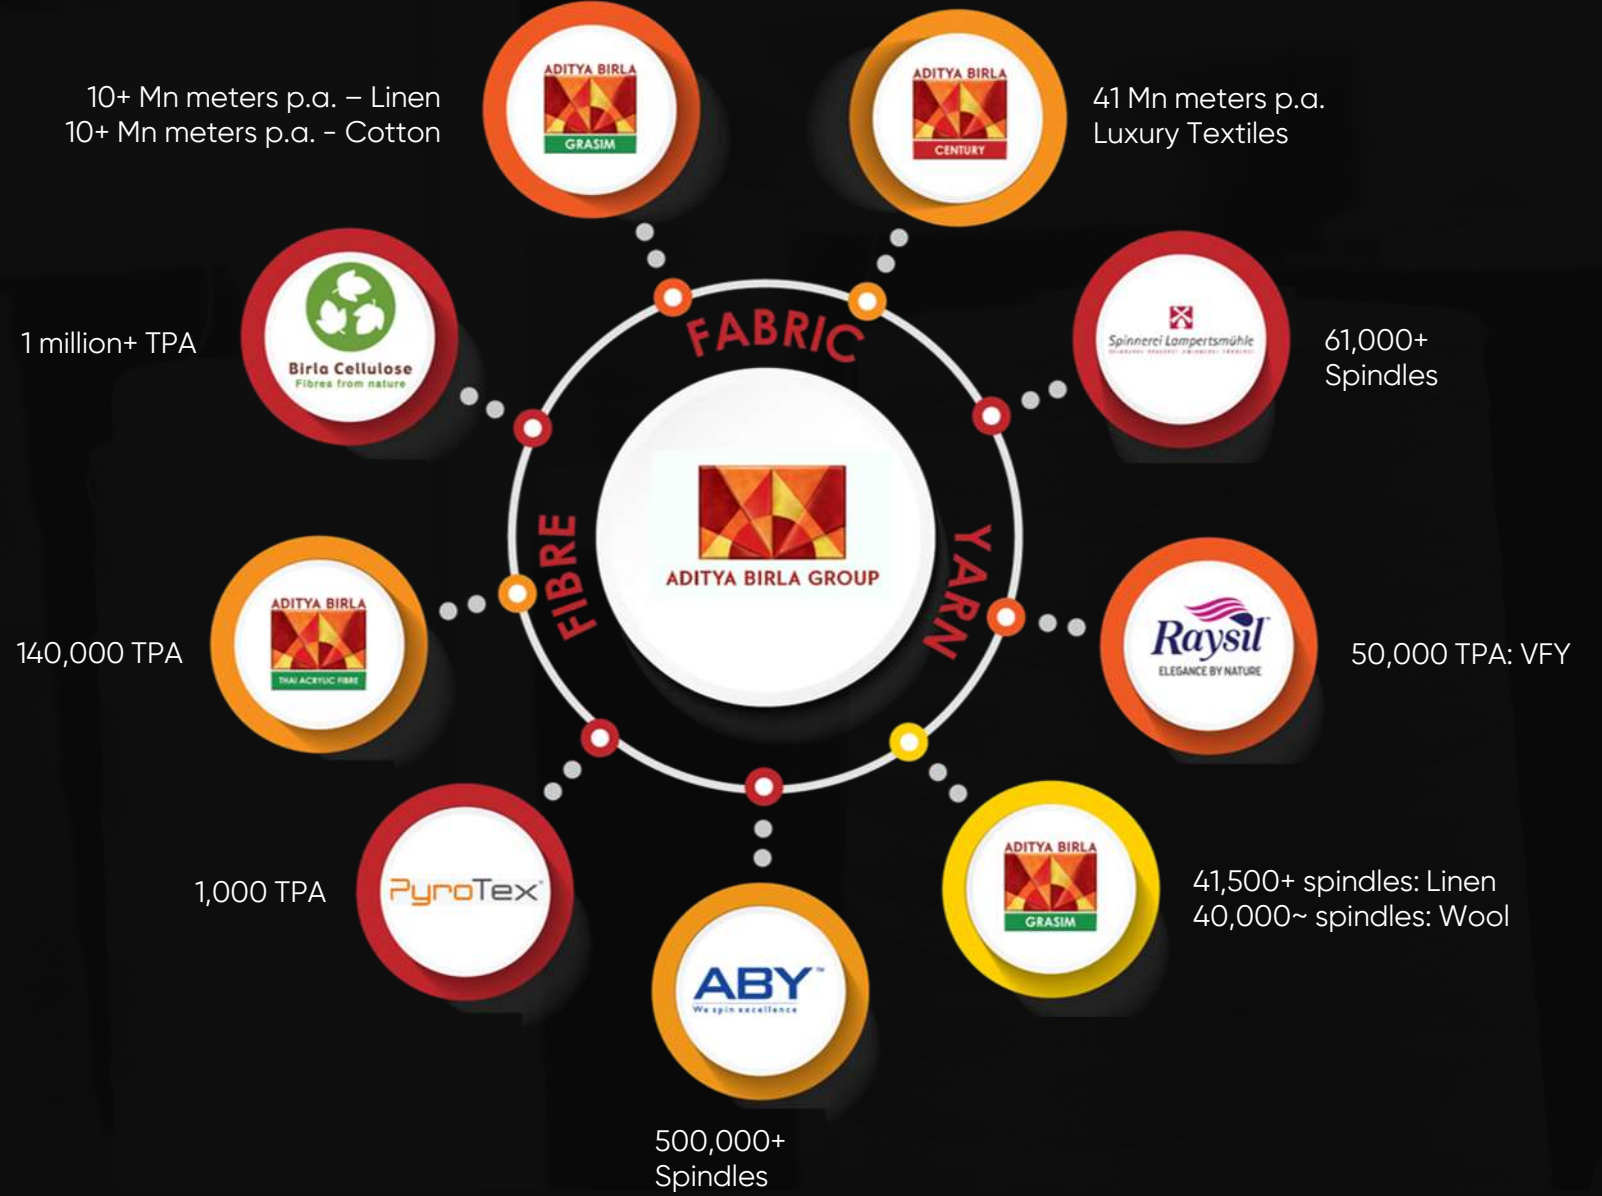 10+ Mn meters p.a. – Linen
10+ Mn meters p.a. - Cotton
ADITYA BIRLA
GRASIM
ADITYA BIRLA
CENTURY
41 Mn meters p.a.
Luxury Textiles
1 million+ TPA
Birla Cellulose
Fibres from nature
FABRIC
Spinnerei Lampertsmühle
61,000+
Spindles
ADITYA BIRLA GROUP
FIBRE
YARN
140,000 TPA
ADITYA BIRLA
THAI ACRYLIC FIBRE
Raysil
ELEGANCE BY NATURE
50,000 TPA: VFY
1,000 TPA
PyroTex
ABY™
We spin excellence
500,000+
Spindles
ADITYA BIRLA
GRASIM
41,500+ spindles: Linen
40,000~ spindles: Wool